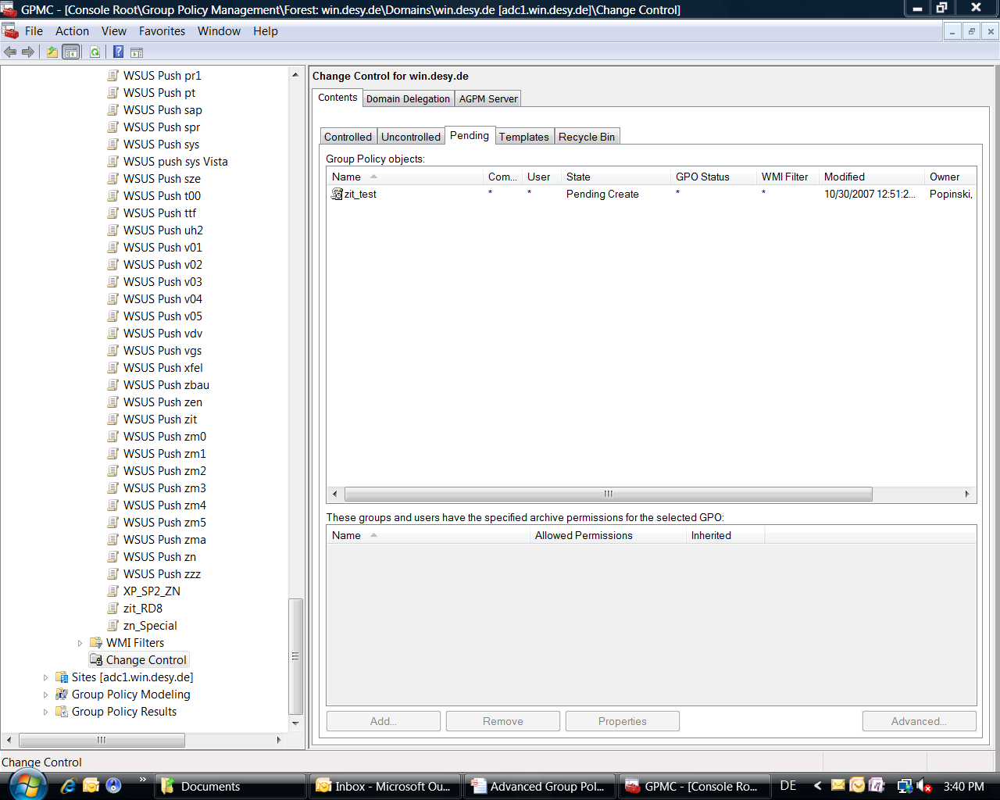 GPMC - [Console Root\Group Policy Management\Forest: win.desy.de\Domains\win.desy.de [adc1.win.desy.de]\Change Control]
File Action View Favorites Window Help
WSUS Push pr1
WSUS Push pt
WSUS Push sap
WSUS Push spr
WSUS Push sys
WSUS push sys Vista
WSUS Push sze
WSUS Push t00
WSUS Push ttf
WSUS Push uh2
WSUS Push v01
WSUS Push v02
WSUS Push v03
WSUS Push v04
WSUS Push v05
WSUS Push vdv
WSUS Push vgs
WSUS Push xfel
WSUS Push zbau
WSUS Push zen
WSUS Push zit
WSUS Push zm0
WSUS Push zm1
WSUS Push zm2
WSUS Push zm3
WSUS Push zm4
WSUS Push zm5
WSUS Push zma
WSUS Push zn
WSUS Push zzz
XP_SP2_ZN
zit_RD8
zn_Special
WMI Filters
Change Control
Sites [adc1.win.desy.de]
Group Policy Modeling
Group Policy Results
Change Control for win.desy.de
Contents Domain Delegation AGPM Server
Controlled Uncontrolled Pending Templates Recycle Bin
Group Policy objects:
Name Com... User State GPO Status WMI Filter Modified Owner
zit_test * * Pending Create * * 10/30/2007 12:51:2... Popinski,
These groups and users have the specified archive permissions for the selected GPO:
Name Allowed Permissions Inherited
Add... Remove Properties Advanced...
Change Control
» Documents Inbox - Microsoft Ou... Advanced Group Pol... GPMC - [Console Ro... DE < 3:40 PM